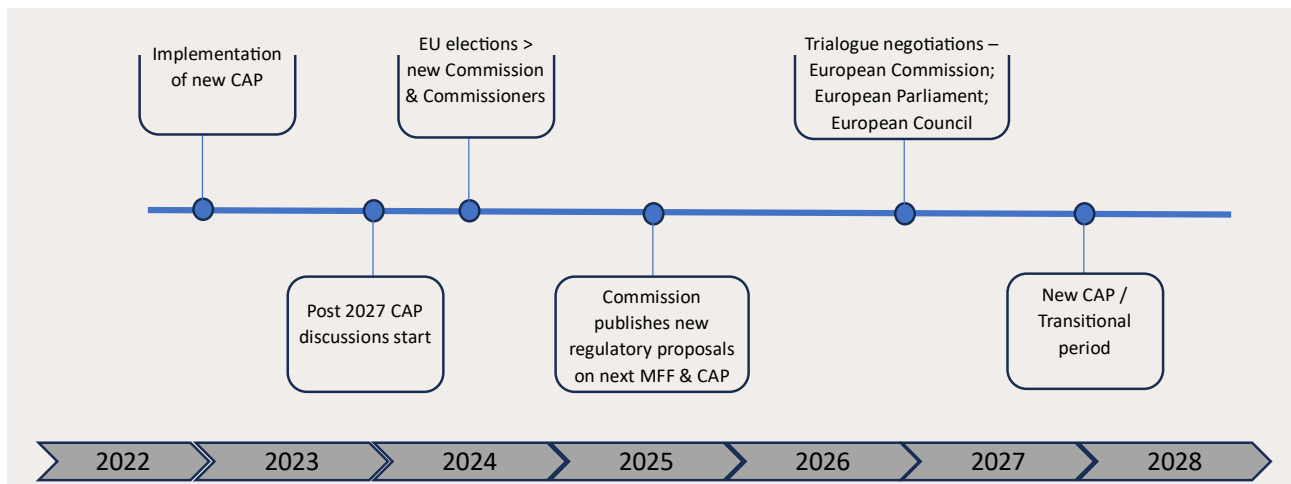 Implementation
of new CAP
EU elections >
new Commission
& Commissioners
Trialogue negotiations –
European Commission;
European Parliament;
European Council
Post 2027 CAP
discussions start
Commission
publishes new
regulatory proposals
on next MFF & CAP
New CAP /
Transitional
period
2022
2023
2024
2025
2026
2027
2028